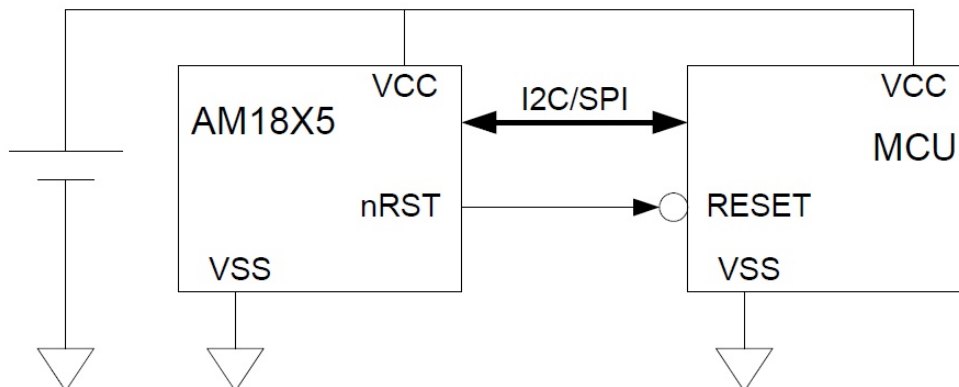 VCC
AM18X5
nRST
VSS
I2C/SPI
VCC
MCU
RESET
VSS